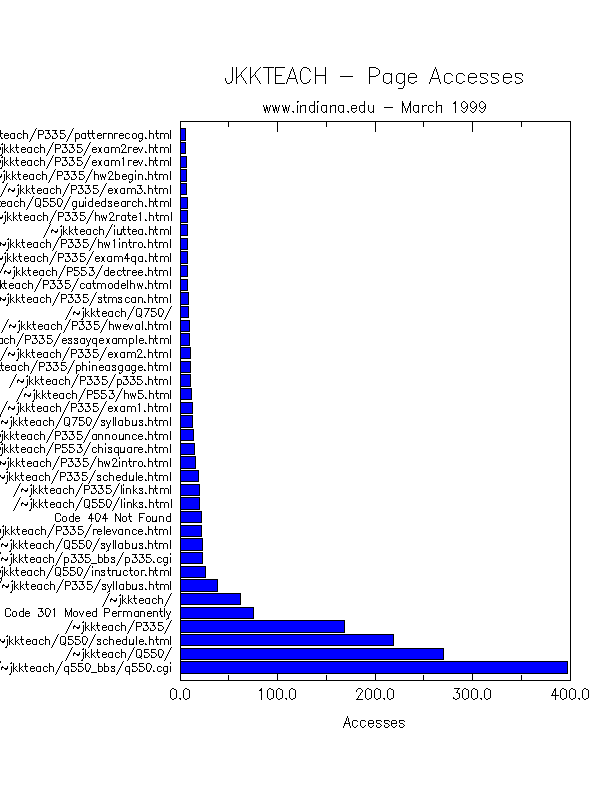 JKKTEACH - Page Accesses
www.indiana.edu - March 1999
teach/P335/patternrecog.html
jkkteach/P335/exam2rev.html
jkkteach/P335/exam1rev.html
~jkkteach/P335/hw2begin.html
/~jkkteach/P335/exam3.html
each/Q550/guidedsearch.html
~jkkteach/P335/hw2rate1.html
/~jkkteach/iuttea.html
~jkkteach/P335/hw1intro.html
~jkkteach/P335/exam4qa.html
/~jkkteach/P553/dectree.html
kteach/P335/catmodelhw.html
~jkkteach/P335/stmscan.html
/~jkkteach/Q750/
/~jkkteach/P335/hweval.html
ach/P335/essayqexample.html
/~jkkteach/P335/exam2.html
teach/P335/phineasgage.html
/~jkkteach/P335/p335.html
/~jkkteach/P553/hw5.html
/~jkkteach/P335/exam1.html
~jkkteach/Q750/syllabus.html
~jkkteach/P335/announce.html
~jkkteach/P553/chisquare.html
~jkkteach/P335/hw2intro.html
~jkkteach/P335/schedule.html
/~jkkteach/P335/links.html
/~jkkteach/Q550/links.html
Code 404 Not Found
jkkteach/P335/relevance.html
~jkkteach/Q550/syllabus.html
~jkkteach/p335_bbs/p335.cgi
jkkteach/Q550/instructor.html
/~jkkteach/P335/syllabus.html
/~jkkteach/
Code 301 Moved Permanently
/~jkkteach/P335/
~jkkteach/Q550/schedule.html
/~jkkteach/Q550/
/~jkkteach/q550_bbs/q550.cgi
0.0 100.0 200.0 300.0 400.0
Accesses